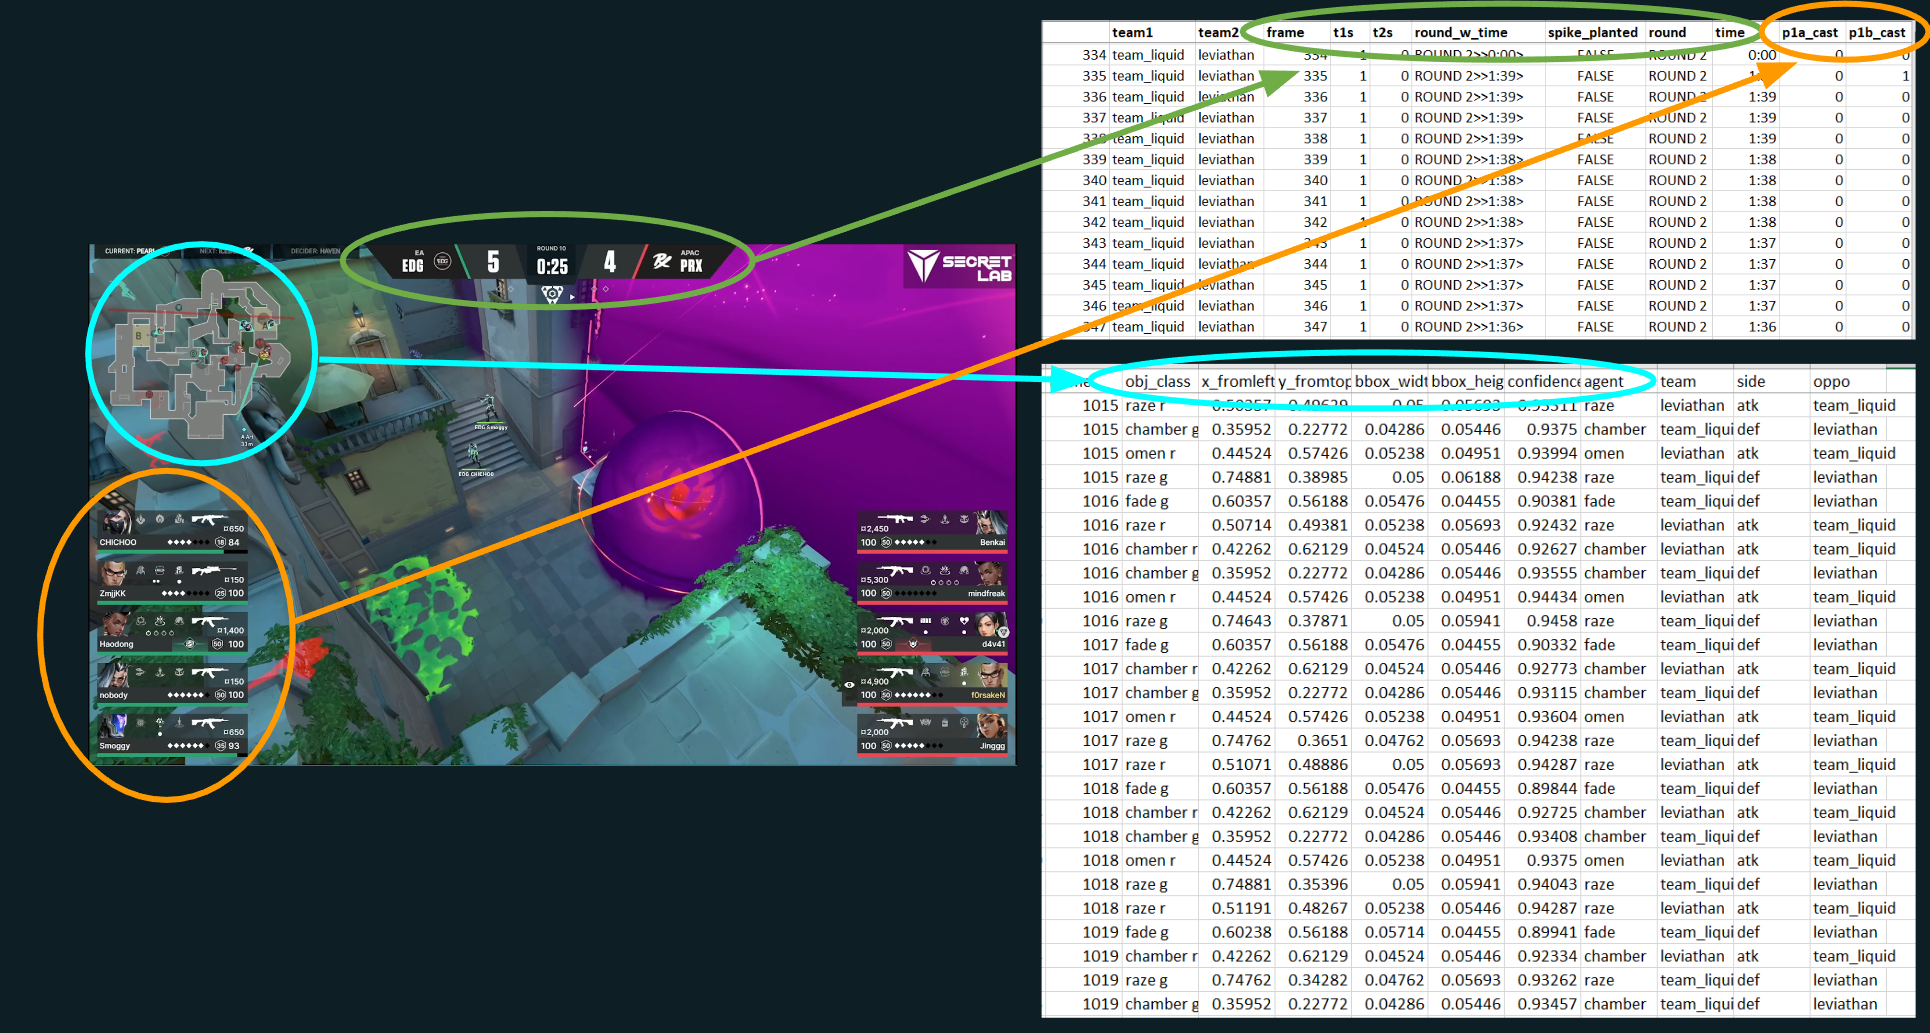 team1 team2 frame t1s t2s round_w_time spike_planted round time p1a_cast p1b_cast
334 team_liquid leviathan 334 1 0 ROUND 2>>0:00> FALSE ROUND 2 0:00 0 0
335 team_liquid leviathan 335 1 0 ROUND 2>>1:39> FALSE ROUND 2 0 1
336 team_liquid leviathan 336 1 0 ROUND 2>>1:39> FALSE ROUND 2 1:39 0 0
337 team_liquid leviathan 337 1 0 ROUND 2>>1:39> FALSE ROUND 2 1:39 0 0
338 team_liquid leviathan 338 1 0 ROUND 2>>1:39> FALSE ROUND 2 1:39 0 0
339 team_liquid leviathan 339 1 0 ROUND 2>>1:38> FALSE ROUND 2 1:38 0 0
340 team_liquid leviathan 340 1 0 ROUND 2>>1:38> FALSE ROUND 2 1:38 0 0
341 team_liquid leviathan 341 1 0 ROUND 2>>1:38> FALSE ROUND 2 1:38 0 0
342 team_liquid leviathan 342 1 0 ROUND 2>>1:38> FALSE ROUND 2 1:38 0 0
343 team_liquid leviathan 343 1 0 ROUND 2>>1:37> FALSE ROUND 2 1:37 0 0
344 team_liquid leviathan 344 1 0 ROUND 2>>1:37> FALSE ROUND 2 1:37 0 0
345 team_liquid leviathan 345 1 0 ROUND 2>>1:37> FALSE ROUND 2 1:37 0 0
346 team_liquid leviathan 346 1 0 ROUND 2>>1:37> FALSE ROUND 2 1:37 0 0
347 team_liquid leviathan 347 1 0 ROUND 2>>1:36> FALSE ROUND 2 1:36 0 0
CURRENT: PEARL NEXT: DECIDER: HAVEN
EA EDG 5 ROUND 10 0:25 4 APAC PRX
SECRET LAB
B
A
EDG Smoggy
EDG CHICHOO
650
CHICHOO 18 84
150
ZmjjKK 25 100
1,400
Haodong 50 100
150
nobody 50 100
650
Smoggy 35 93
2,450
100 50 Benkai
5,300
100 50 mindfreak
2,000
100 50 d4v41
4,900
100 50 f0rsakeN
2,000
100 50 Jinggg
obj_class x_fromleft y_fromtop bbox_widt bbox_heig confidence agent team side oppo
1015 raze r 0.50357 0.49629 0.05 0.05693 0.95511 raze leviathan atk team_liquid
1015 chamber g 0.35952 0.22772 0.04286 0.05446 0.9375 chamber team_liqui def leviathan
1015 omen r 0.44524 0.57426 0.05238 0.04951 0.93994 omen leviathan atk team_liquid
1015 raze g 0.74881 0.38985 0.05 0.06188 0.94238 raze team_liqui def leviathan
1016 fade g 0.60357 0.56188 0.05476 0.04455 0.90381 fade team_liqui def leviathan
1016 raze r 0.50714 0.49381 0.05238 0.05693 0.92432 raze leviathan atk team_liquid
1016 chamber r 0.42262 0.62129 0.04524 0.05446 0.92627 chamber leviathan atk team_liquid
1016 chamber g 0.35952 0.22772 0.04286 0.05446 0.93555 chamber team_liqui def leviathan
1016 omen r 0.44524 0.57426 0.05238 0.04951 0.94434 omen leviathan atk team_liquid
1016 raze g 0.74643 0.37871 0.05 0.05941 0.9458 raze team_liqui def leviathan
1017 fade g 0.60357 0.56188 0.05476 0.04455 0.90332 fade team_liqui def leviathan
1017 chamber r 0.42262 0.62129 0.04524 0.05446 0.92773 chamber leviathan atk team_liquid
1017 chamber g 0.35952 0.22772 0.04286 0.05446 0.93115 chamber team_liqui def leviathan
1017 omen r 0.44524 0.57426 0.05238 0.04951 0.93604 omen leviathan atk team_liquid
1017 raze g 0.74762 0.3651 0.04762 0.05693 0.94238 raze team_liqui def leviathan
1017 raze r 0.51071 0.48886 0.05 0.05693 0.94287 raze leviathan atk team_liquid
1018 fade g 0.60357 0.56188 0.05476 0.04455 0.89844 fade team_liqui def leviathan
1018 chamber r 0.42262 0.62129 0.04524 0.05446 0.92725 chamber leviathan atk team_liquid
1018 chamber g 0.35952 0.22772 0.04286 0.05446 0.93408 chamber team_liqui def leviathan
1018 omen r 0.44524 0.57426 0.05238 0.04951 0.9375 omen leviathan atk team_liquid
1018 raze g 0.74881 0.35396 0.05 0.05941 0.94043 raze team_liqui def leviathan
1018 raze r 0.51191 0.48267 0.05238 0.05446 0.94287 raze leviathan atk team_liquid
1019 fade g 0.60238 0.56188 0.05714 0.04455 0.89941 fade team_liqui def leviathan
1019 chamber r 0.42262 0.62129 0.04524 0.05446 0.92334 chamber leviathan atk team_liquid
1019 raze g 0.74762 0.34282 0.04762 0.05693 0.93262 raze team_liqui def leviathan
1019 chamber g 0.35952 0.22772 0.04286 0.05446 0.93457 chamber team_liqui def leviathan